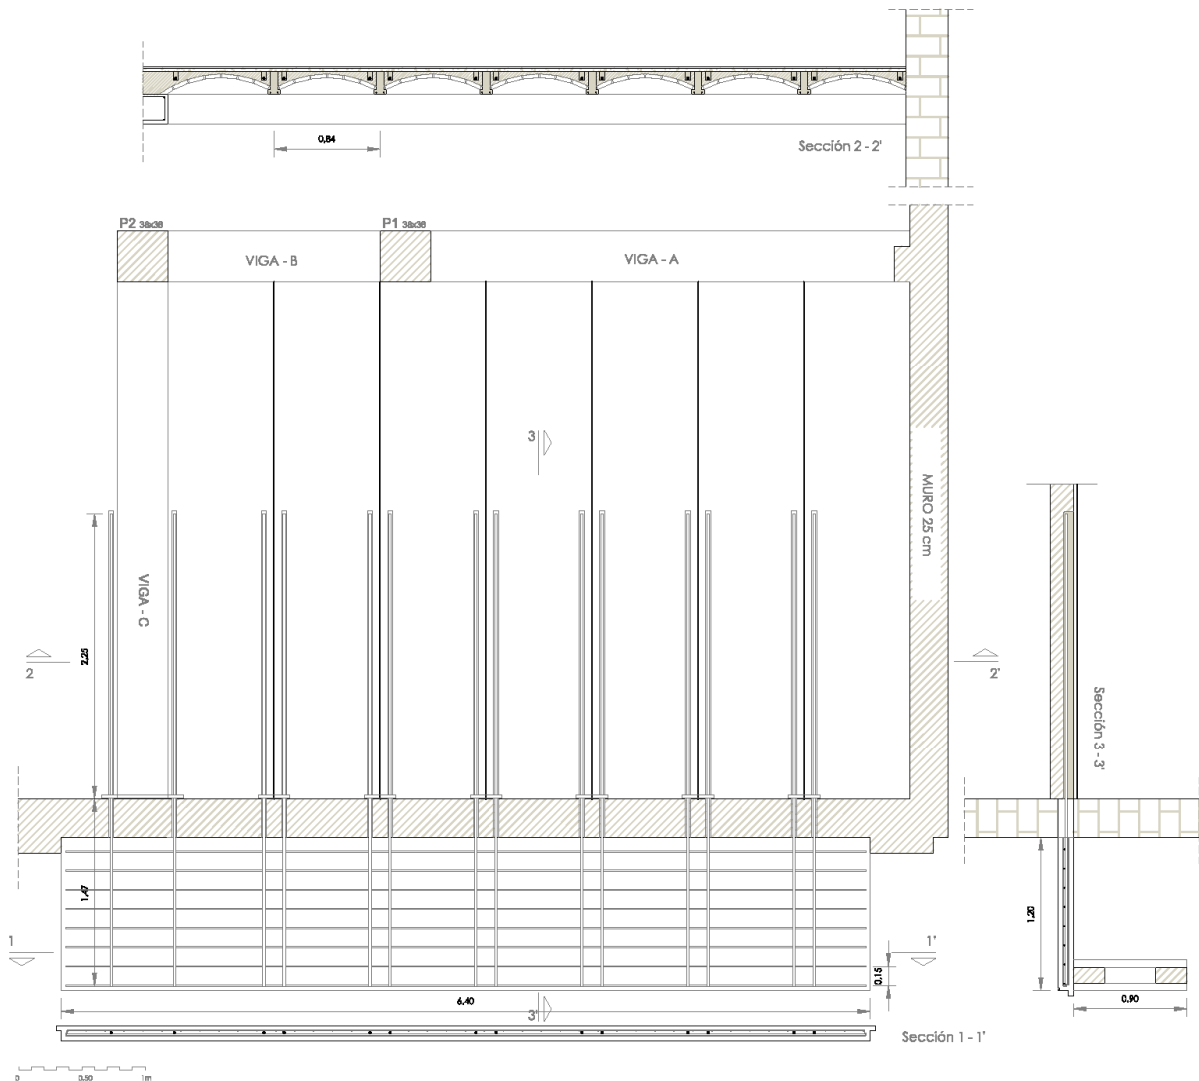 0,84
Sección 2 - 2'
P2 38x38
P1 38x38
VIGA - B
VIGA - A
3
MURO 25 cm
VIGA - C
2,25
2
2'
Sección 3 - 3'
1,47
1,20
1
1'
0,15
6,40
3'
0,90
Sección 1 - 1'
0
0,50
1m